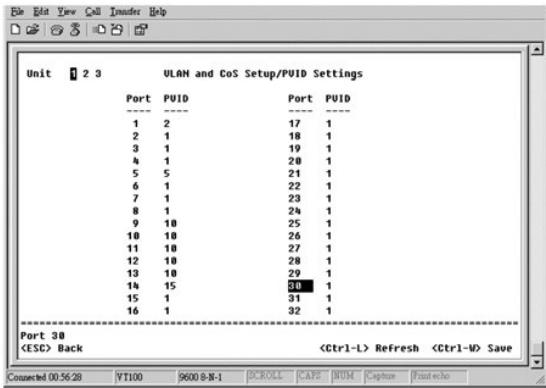 File Edit View Call Transfer Help
Unit 1 2 3 VLAN and CoS Setup/PVID Settings
Port PVID Port PVID
---- ---- ---- ----
1 2 17 1
2 1 18 1
3 1 19 1
4 1 20 1
5 5 21 1
6 1 22 1
7 1 23 1
8 1 24 1
9 10 25 1
10 10 26 1
11 10 27 1
12 10 28 1
13 10 29 1
14 15 30 1
15 1 31 1
16 1 32 1
Port 30
<ESC> Back <Ctrl-L> Refresh <Ctrl-W> Save
Connected 00:56:28 VT100 9600 8-N-1 SCROLL CAPS NUM Capture Print echo